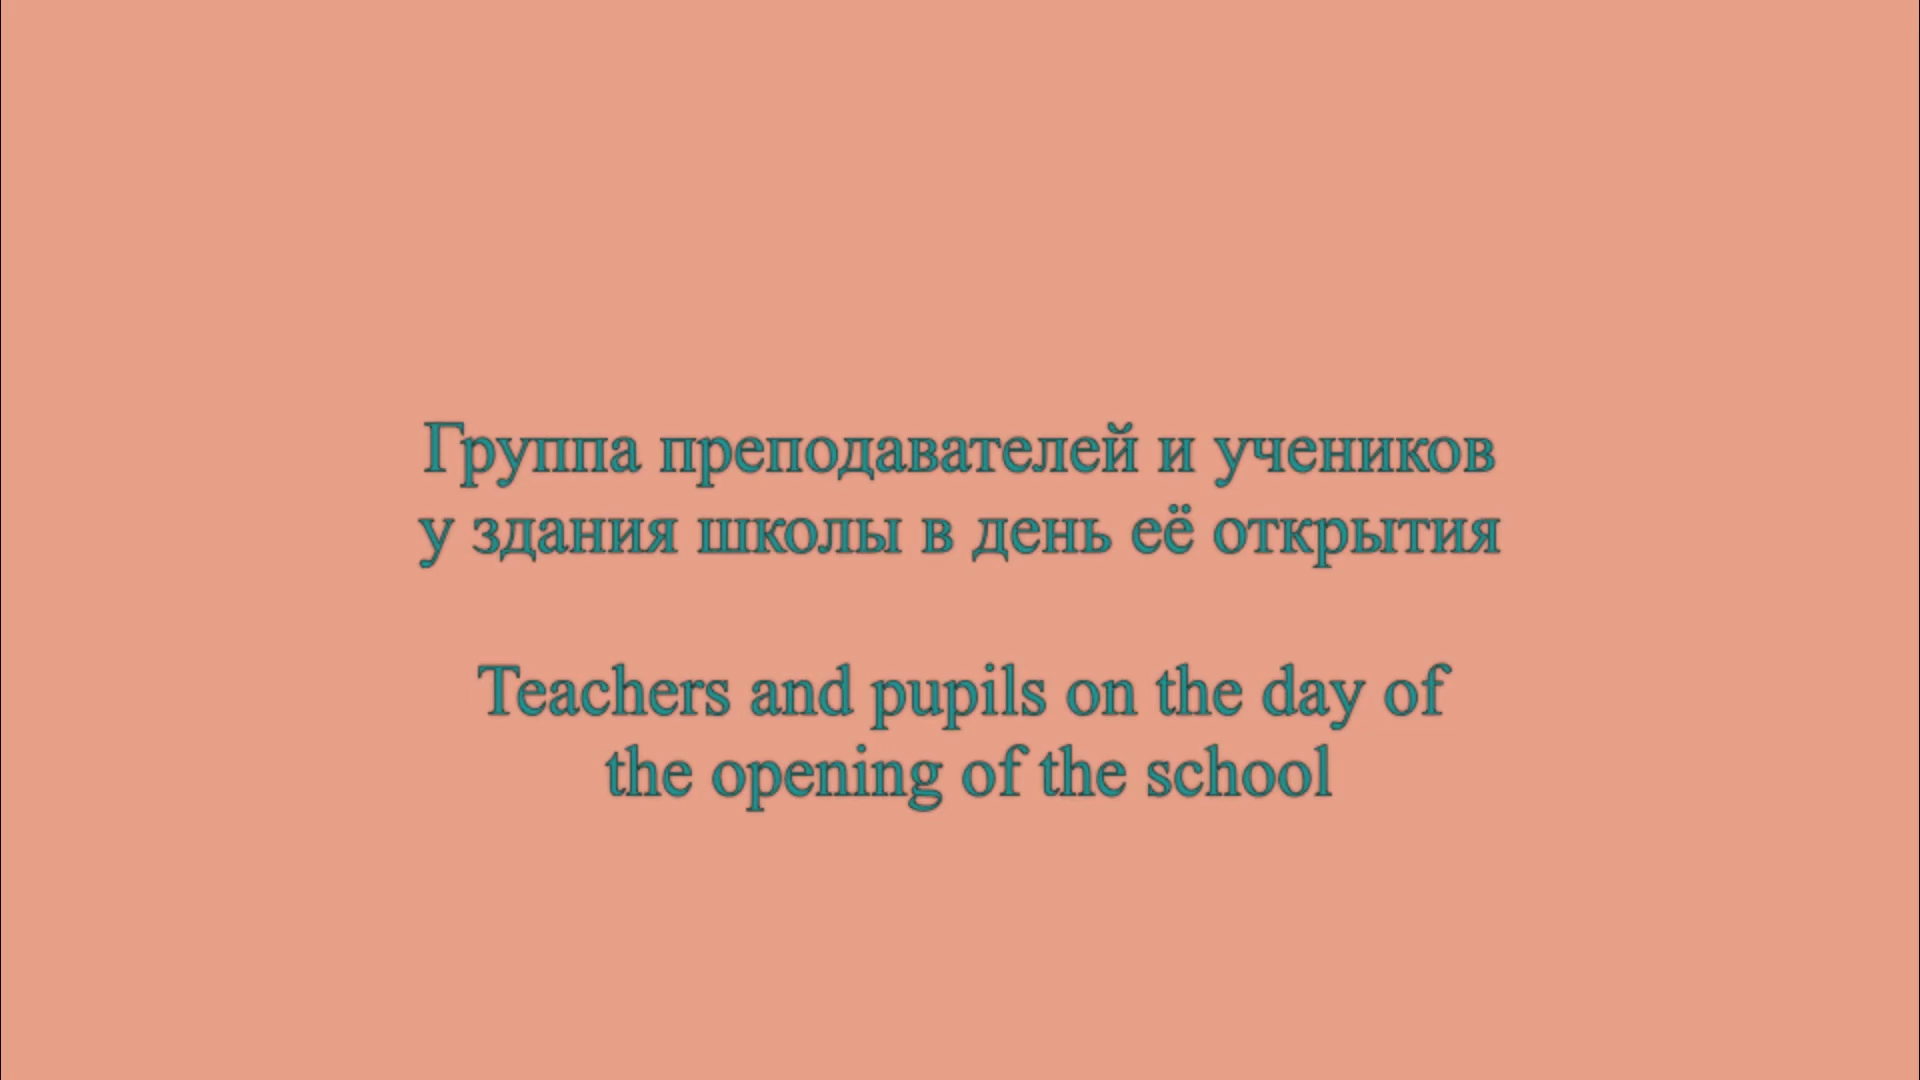 Группа преподавателей и учеников
у здания школы в день её открытия
Teachers and pupils on the day of
the opening of the school